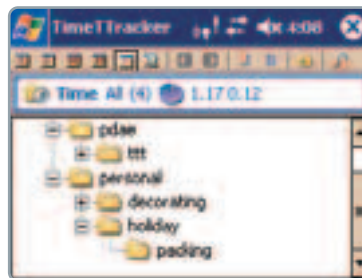 TimeTTracker 4:08
Time All (4) 1.17 0.12
pdae
ttt
personal
decorating
holiday
packing